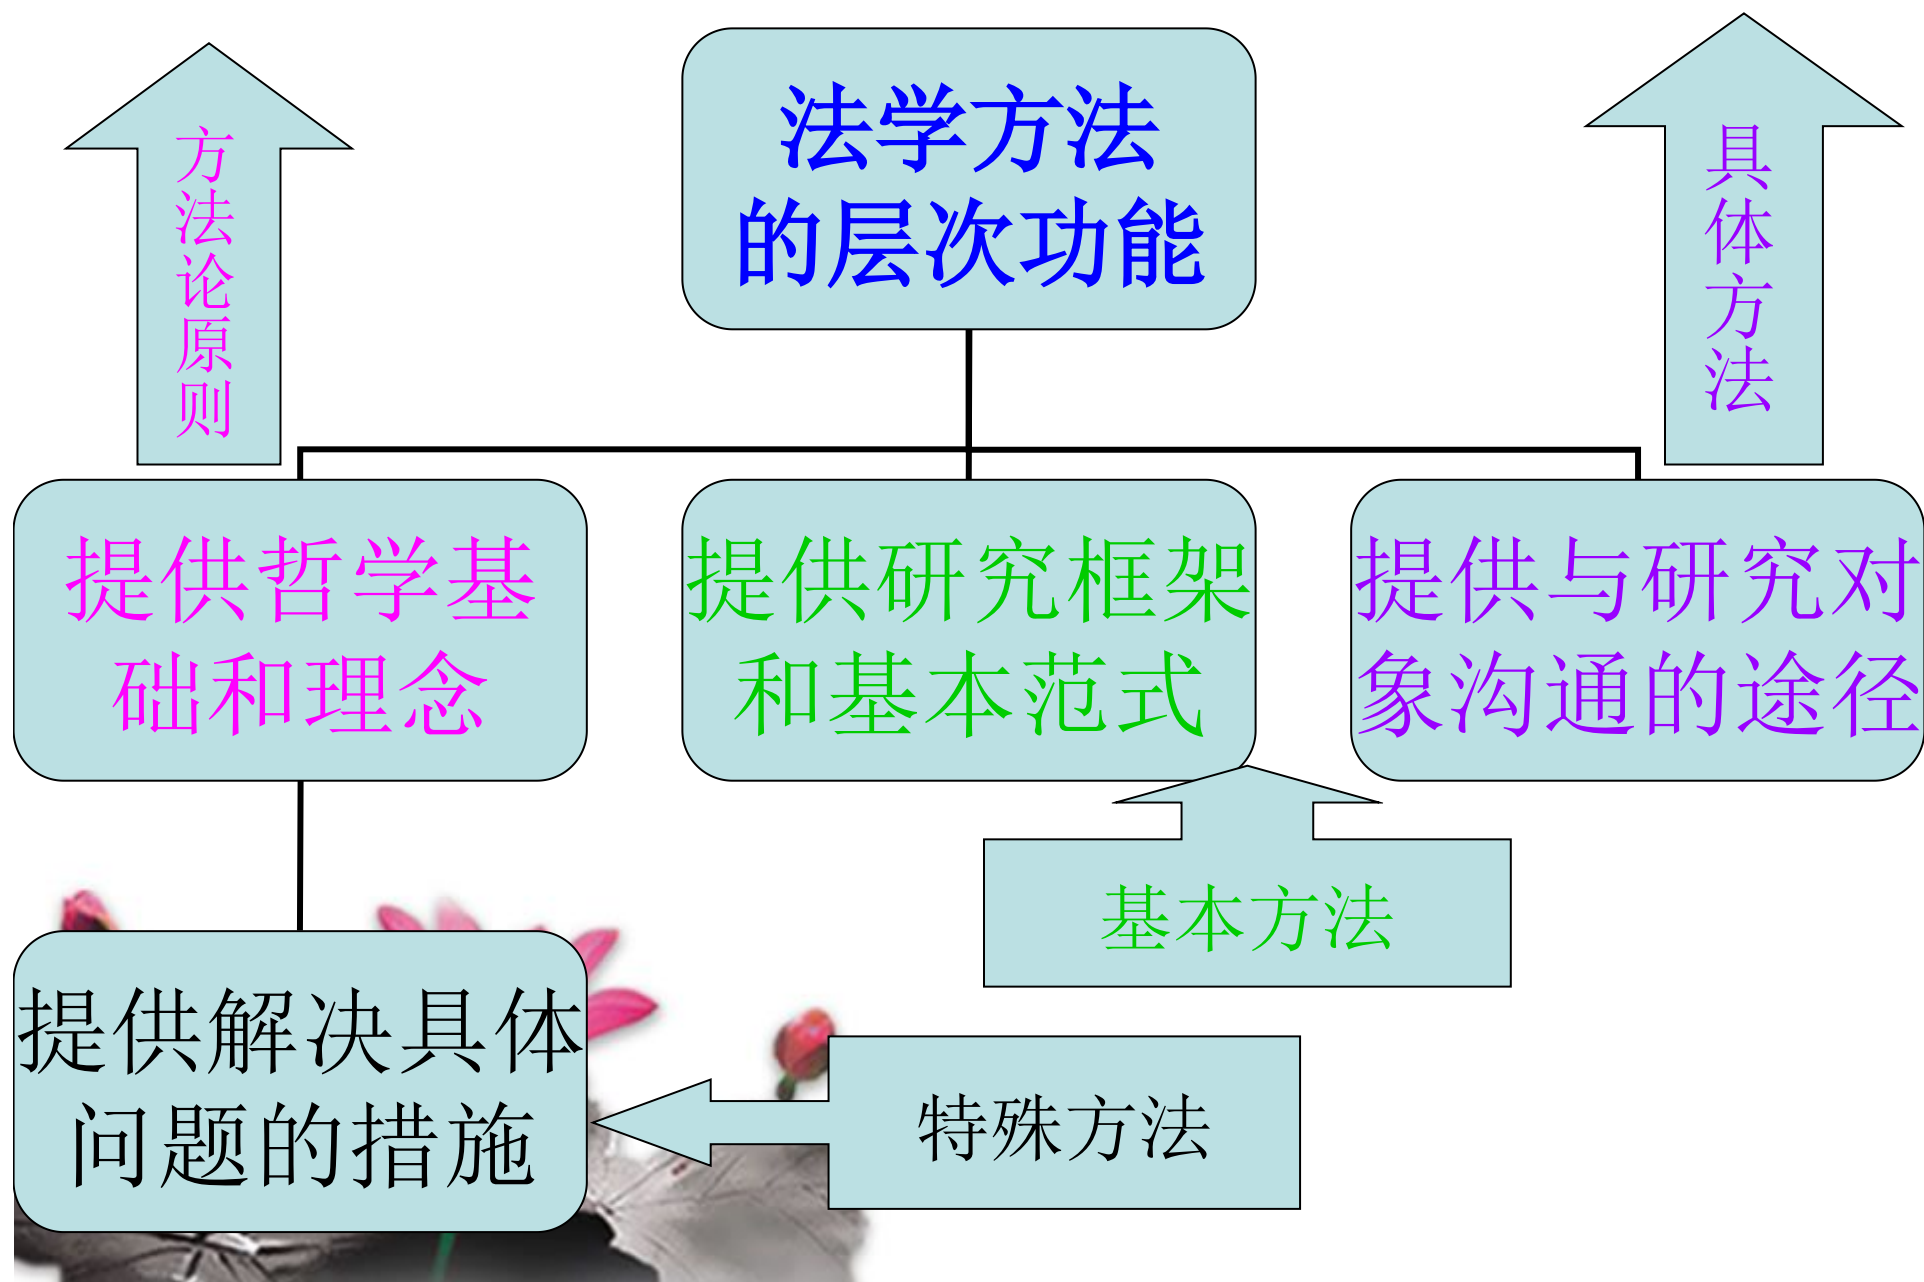 方法论原则
法学方法
的层次功能
具体方法
提供哲学基
础和理念
提供研究框架
和基本范式
提供与研究对
象沟通的途径
基本方法
提供解决具体
问题的措施
特殊方法